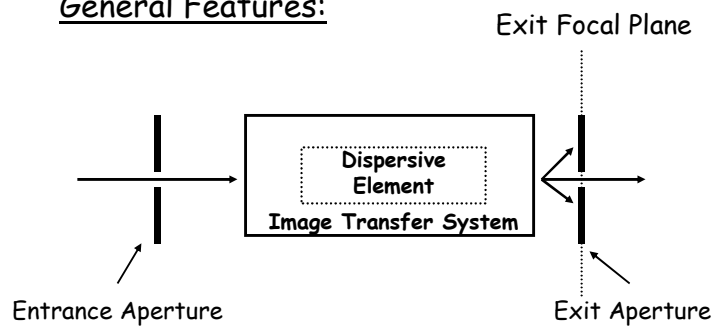 General Features:
Exit Focal Plane
Dispersive
Element
Image Transfer System
Entrance Aperture
Exit Aperture